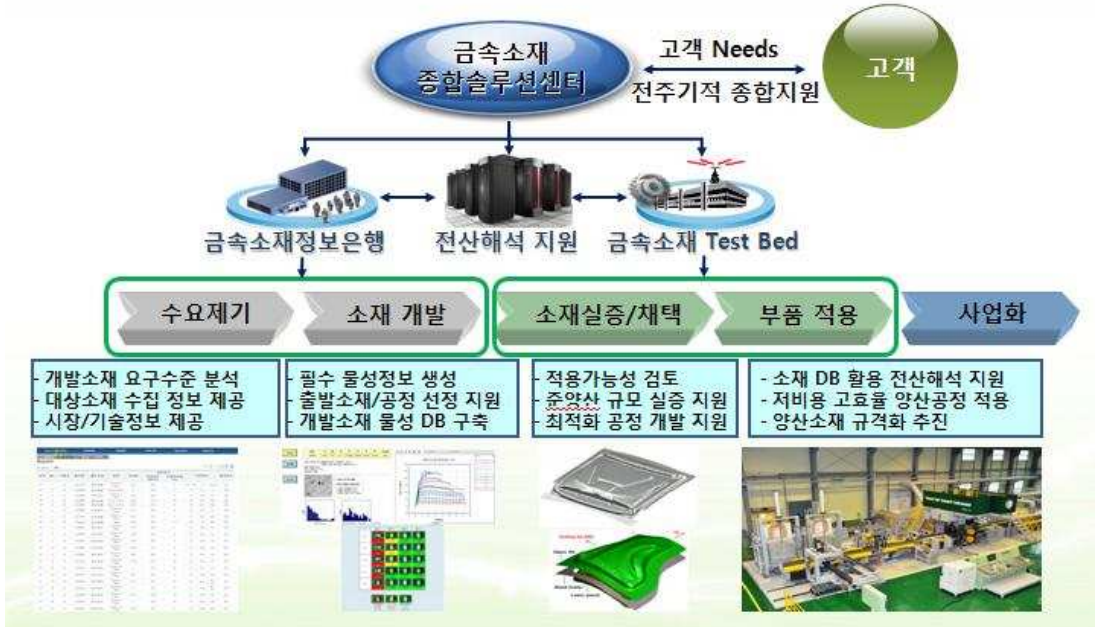 금속소재
종합솔루션센터
고객 Needs
전주기적 종합지원
고객
금속소재정보은행
전산해석 지원
금속소재 Test Bed
수요제기
소재 개발
소재실증/채택
부품 적용
사업화
- 개발소재 요구수준 분석
- 대상소재 수집 정보 제공
- 시장/기술정보 제공
- 필수 물성정보 생성
- 출발소재/공정 선정 지원
- 개발소재 물성 DB 구축
- 적용가능성 검토
- 준양산 규모 실증 지원
- 최적화 공정 개발 지원
- 소재 DB 활용 전산해석 지원
- 저비용 고효율 양산공정 적용
- 양산소재 규격화 추진